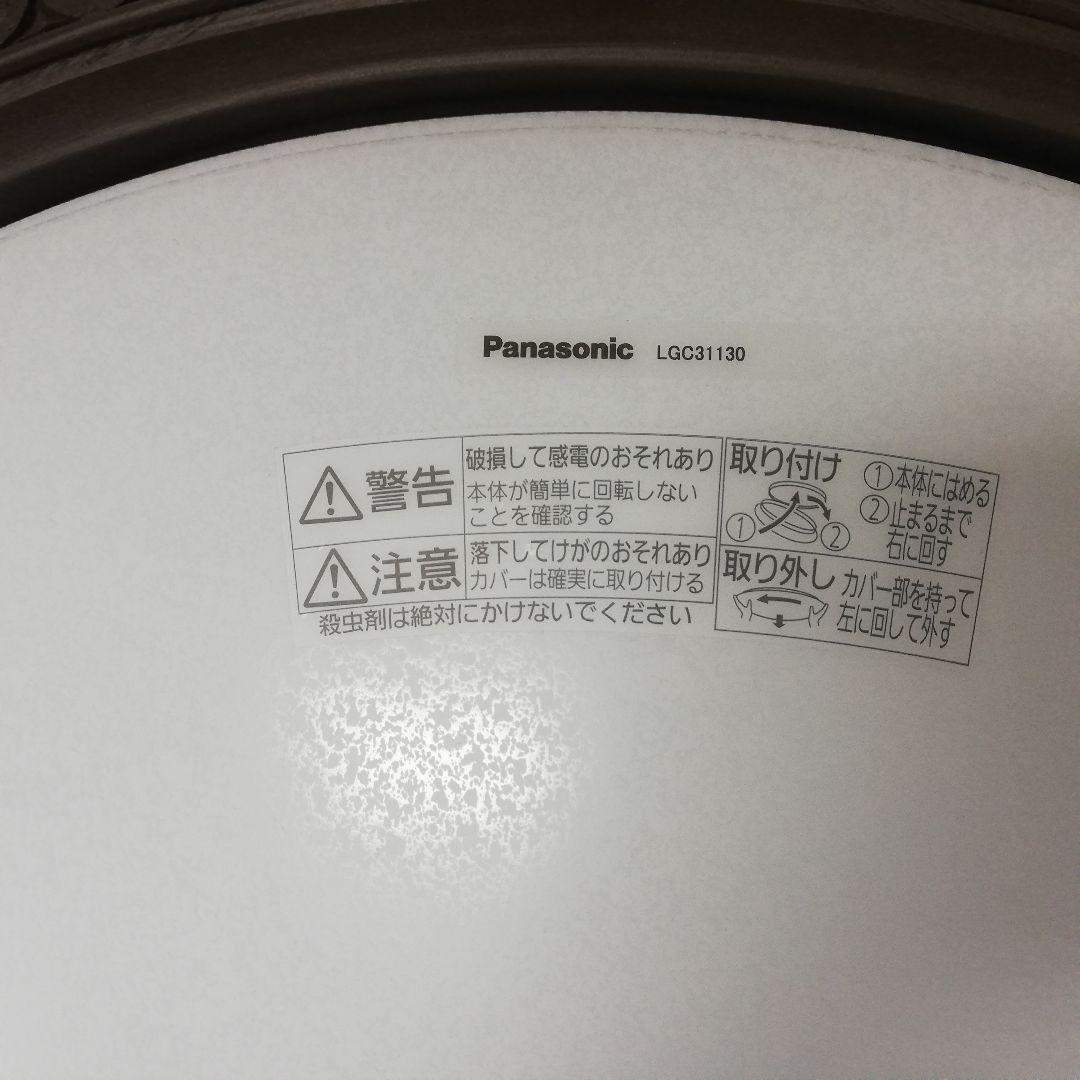 Panasonic LGC31130
警告
破損して感電のおそれあり
本体が簡単に回転しない
ことを確認する
注意
落下してけがのおそれあり
カバーは確実に取り付ける
殺虫剤は絶対にかけないでください
取り付け
①本体にはめる
②止まるまで
右に回す
① ②
取り外し
カバー部を持って
左に回して外す